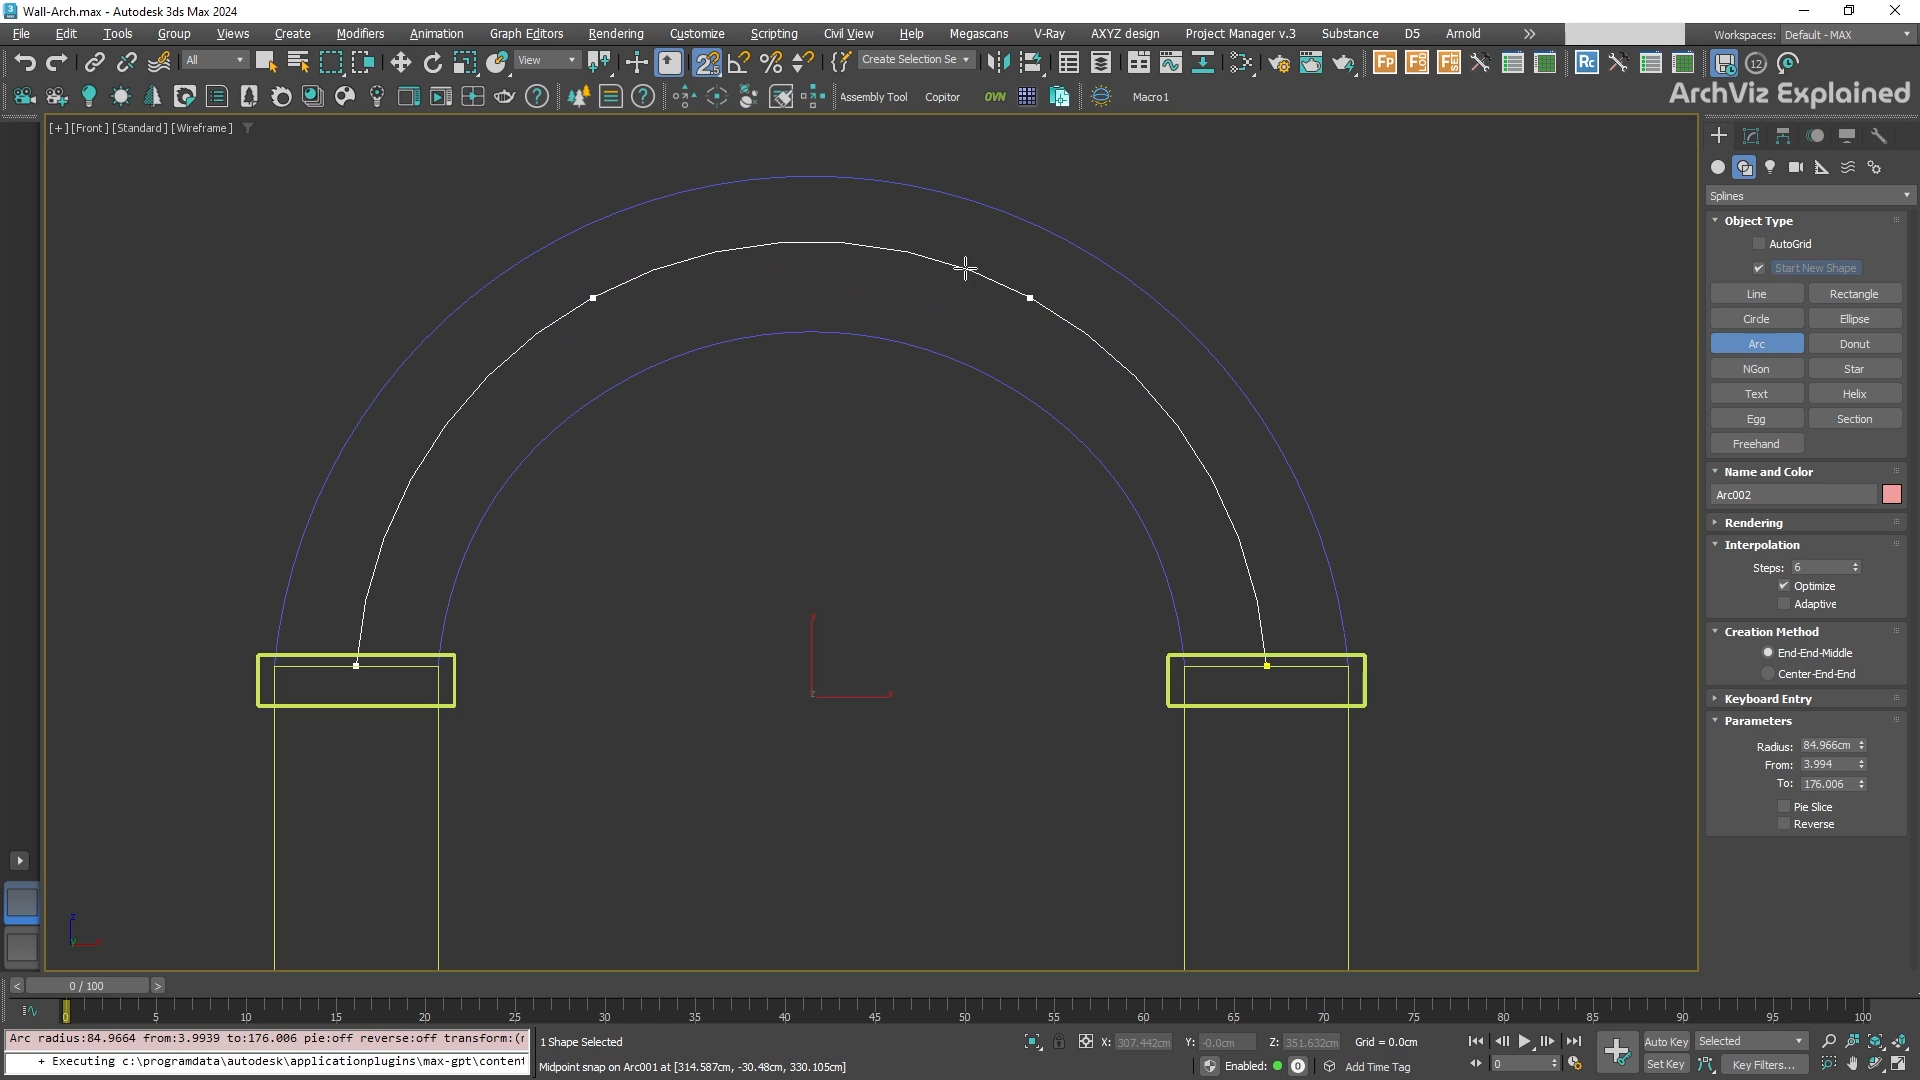 Wall-Arch.max - Autodesk 3ds Max 2024
File Edit Tools Group Views Create Modifiers Animation Graph Editors Rendering Customize Scripting Civil View Help Megascans V-Ray AXYZ design Project Manager v.3 Substance D5 Arnold Workspaces: Default - MAX
All View Create Selection Se
Assembly Tool Copitor OVN Macro1
ArchViz Explained
[+] [Front] [Standard] [Wireframe]
Splines
Object Type
AutoGrid
Start New Shape
Line Rectangle
Circle Ellipse
Arc Donut
NGon Star
Text Helix
Egg Section
Freehand
Name and Color
Arc002
Rendering
Interpolation
Steps: 6
Optimize
Adaptive
Creation Method
End-End-Middle
Center-End-End
Keyboard Entry
Parameters
Radius: 84.966cm
From: 3.994
To: 176.006
Pie Slice
Reverse
y
z x
z
y
< 0 / 100 >
0 5 10 15 20 25 30 35 40 45 50 55 60 65 70 75 80 85 90 95 100
Arc radius:84.9664 from:3.9939 to:176.006 pie:off reverse:off transform:(m
1 Shape Selected X: 307.442cm Y: -0.0cm Z: 351.632cm Grid = 0.0cm Auto Key Selected
+ Executing c:\programdata\autodesk\applicationplugins\max-gpt\content
Midpoint snap on Arc001 at [314.587cm, -30.48cm, 330.105cm] Enabled: 0 Add Time Tag 0 Set Key Key Filters...